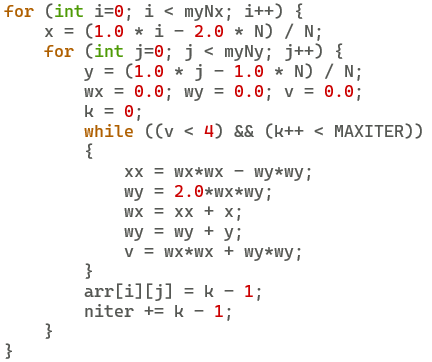 for (int i=0; i < myNx; i++) {
    x = (1.0 * i - 2.0 * N) / N;
    for (int j=0; j < myNy; j++) {
        y = (1.0 * j - 1.0 * N) / N;
        wx = 0.0; wy = 0.0; v = 0.0;
        k = 0;
        while ((v < 4) && (k++ < MAXITER))
        {
            xx = wx*wx - wy*wy;
            wy = 2.0*wx*wy;
            wx = xx + x;
            wy = wy + y;
            v = wx*wx + wy*wy;
        }
        arr[i][j] = k - 1;
        niter += k - 1;
    }
}